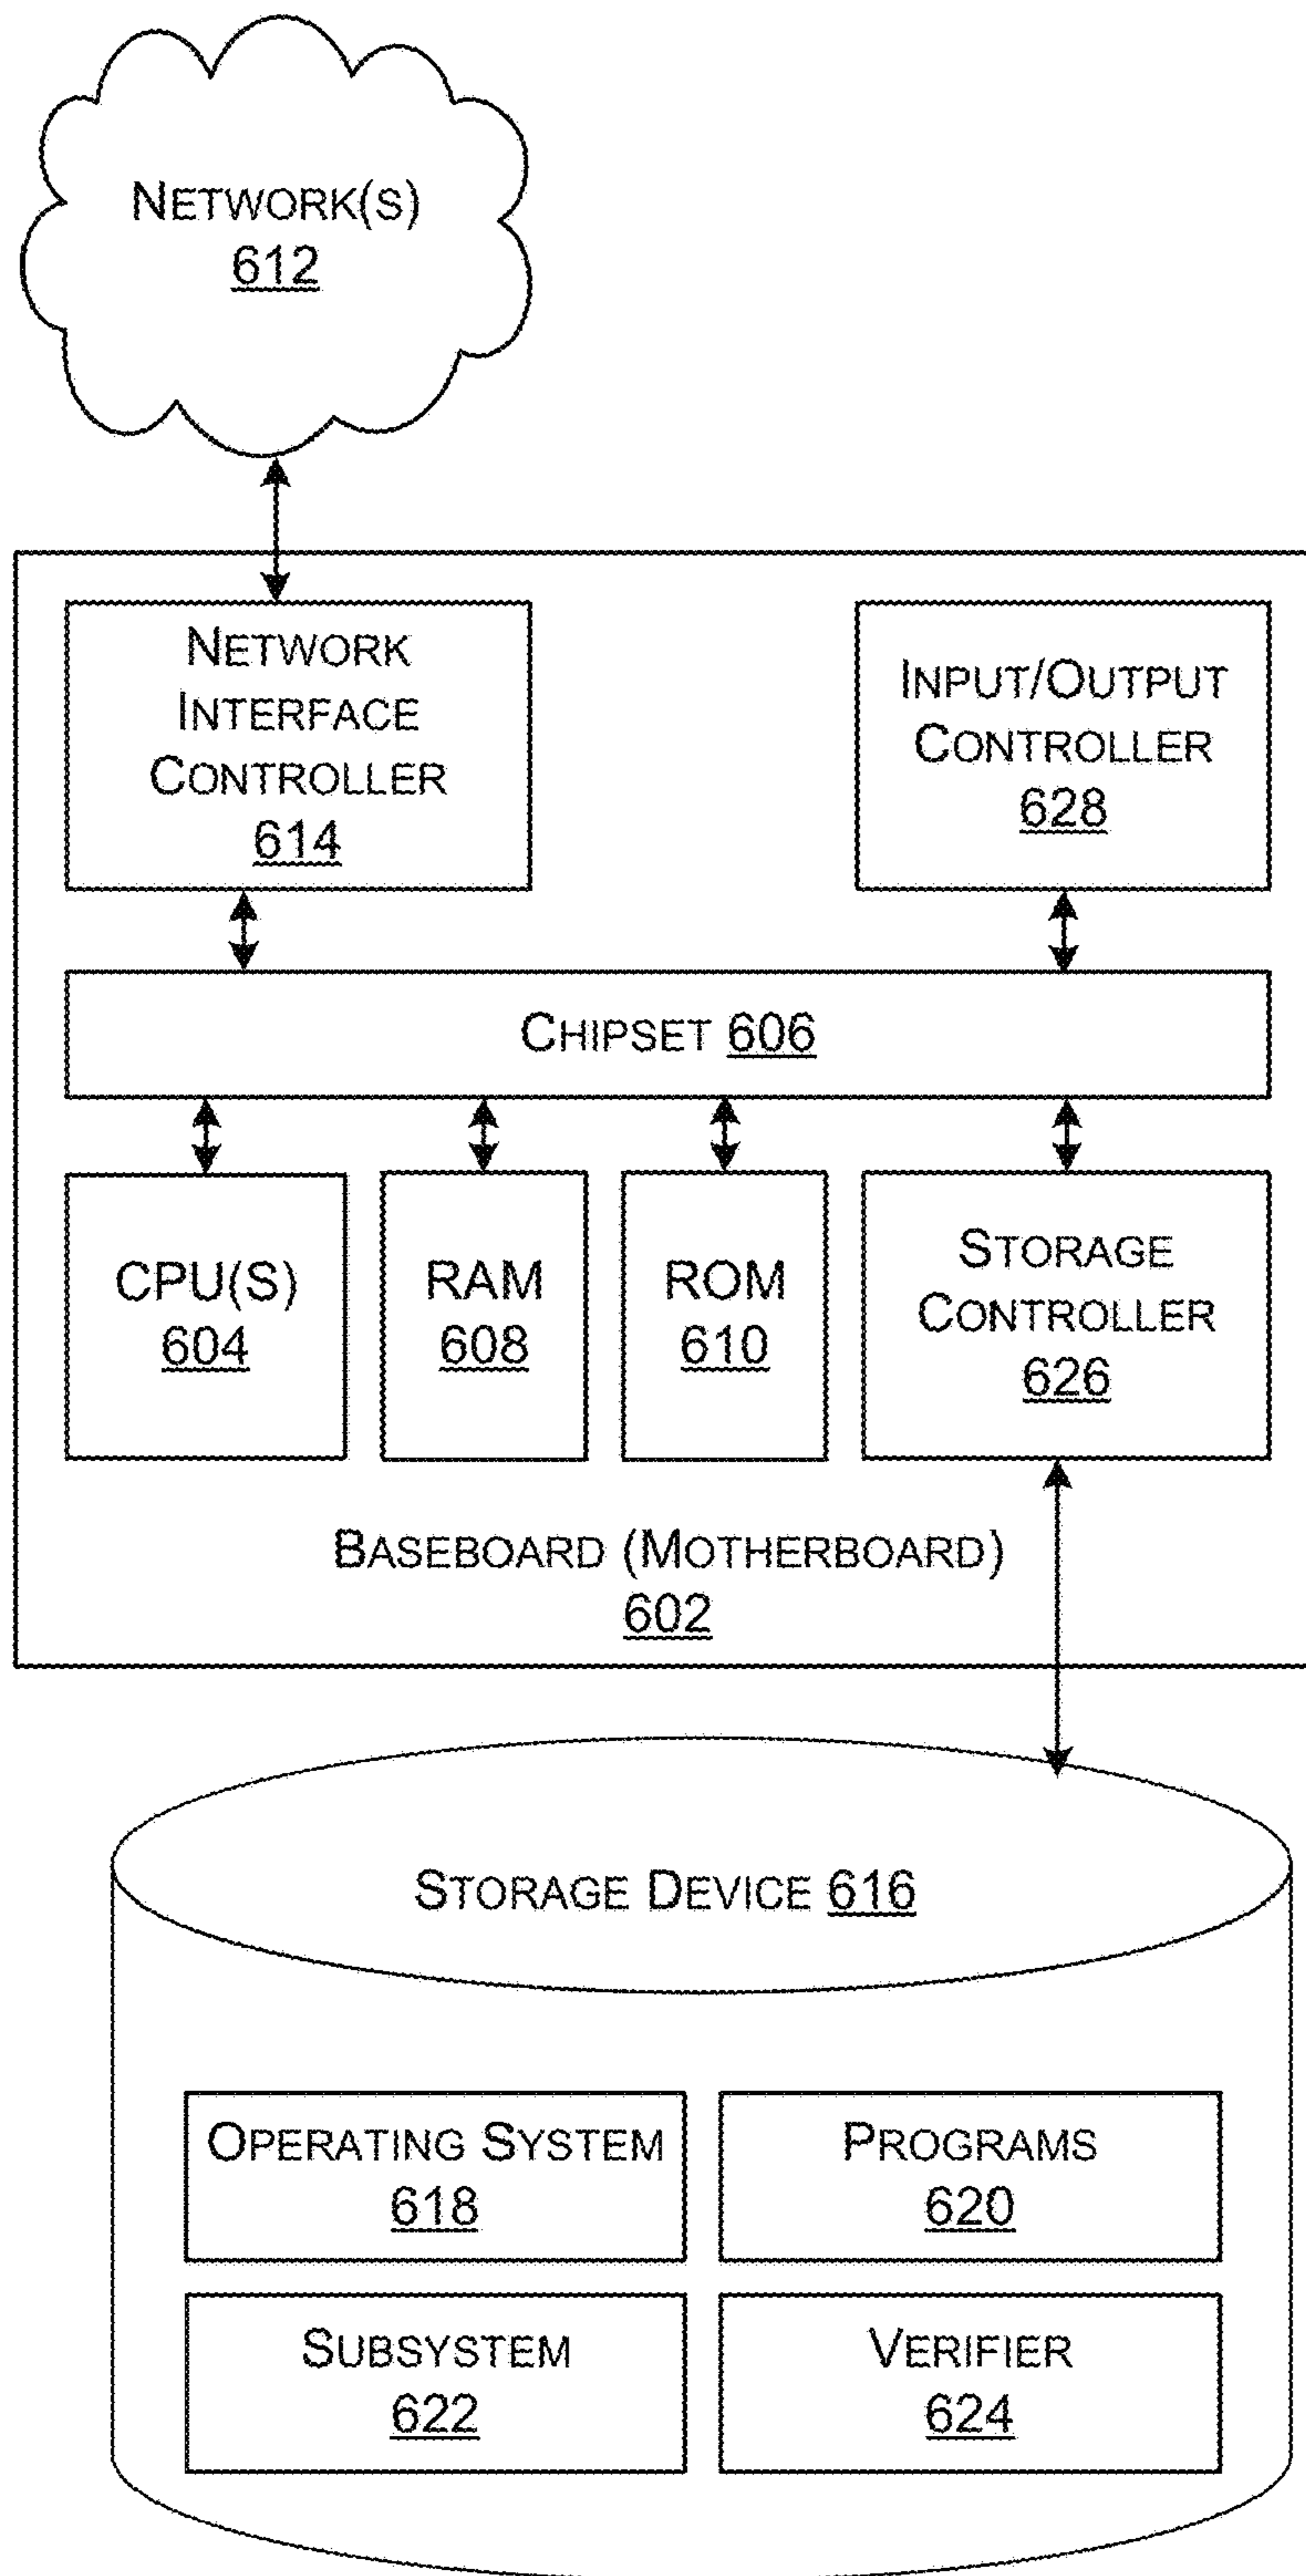 NETWORK(S)
612
NETWORK
INTERFACE
CONTROLLER
614
INPUT/OUTPUT
CONTROLLER
628
CHIPSET 606
CPU(S)
604
RAM
608
ROM
610
STORAGE
CONTROLLER
626
BASEBOARD (MOTHERBOARD)
602
STORAGE DEVICE 616
OPERATING SYSTEM
618
PROGRAMS
620
SUBSYSTEM
622
VERIFIER
624